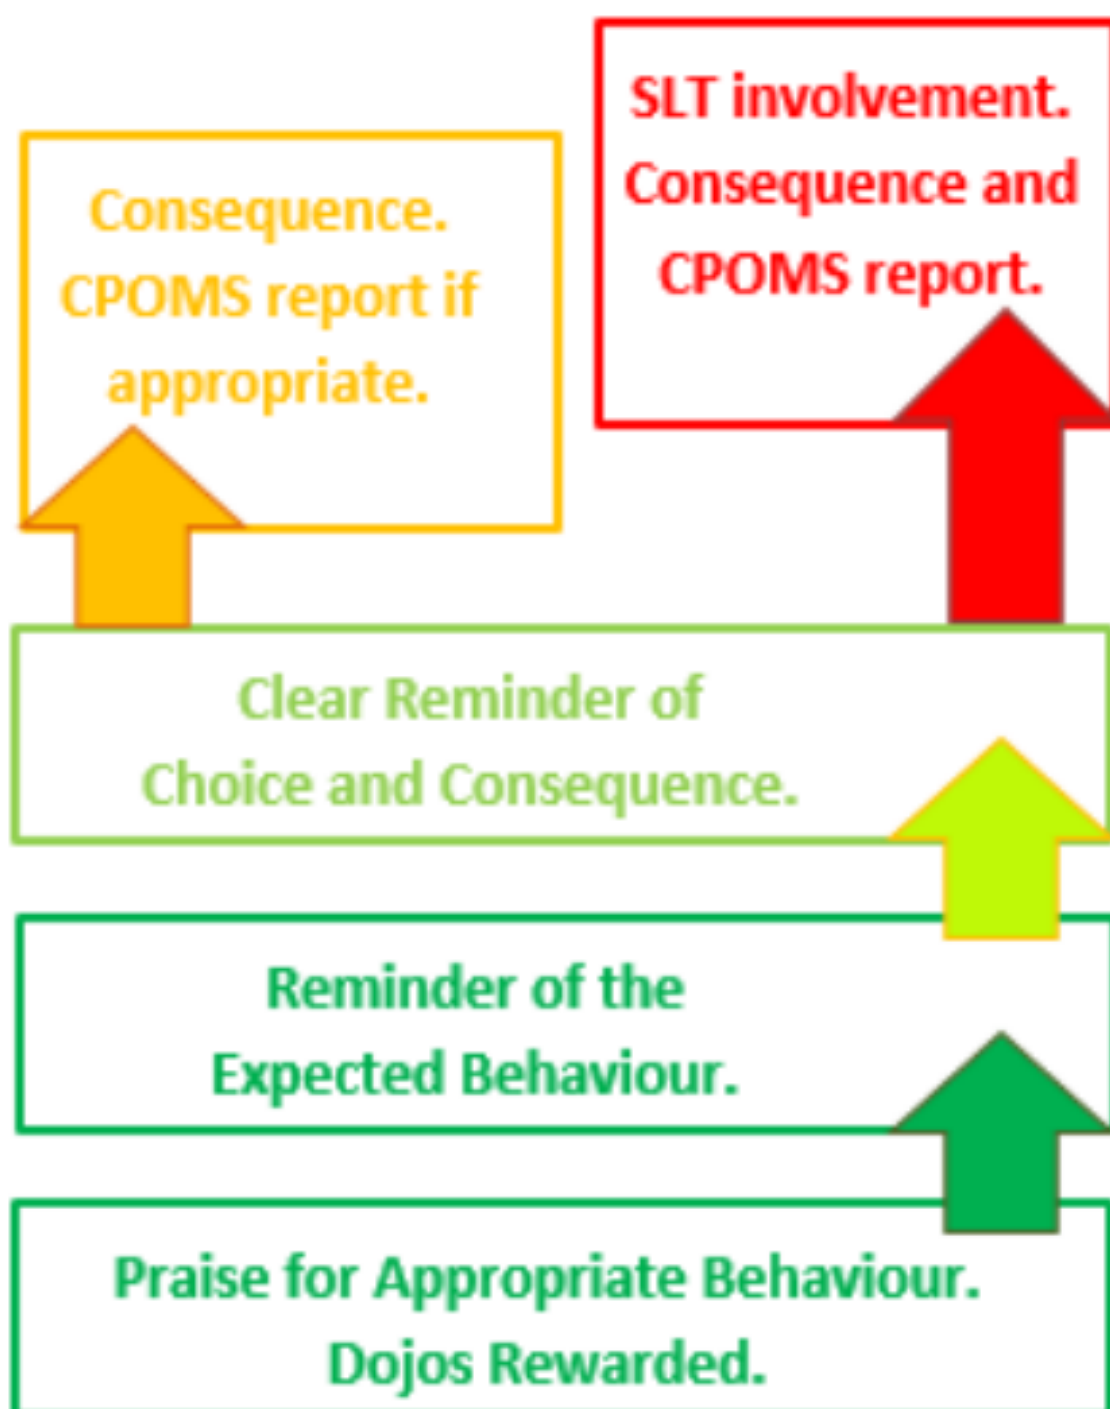 SLT involvement.
Consequence and
CPOMS report.
Consequence.
CPOMS report if
appropriate.
Clear Reminder of
Choice and Consequence.
Reminder of the
Expected Behaviour.
Praise for Appropriate Behaviour.
Dojos Rewarded.